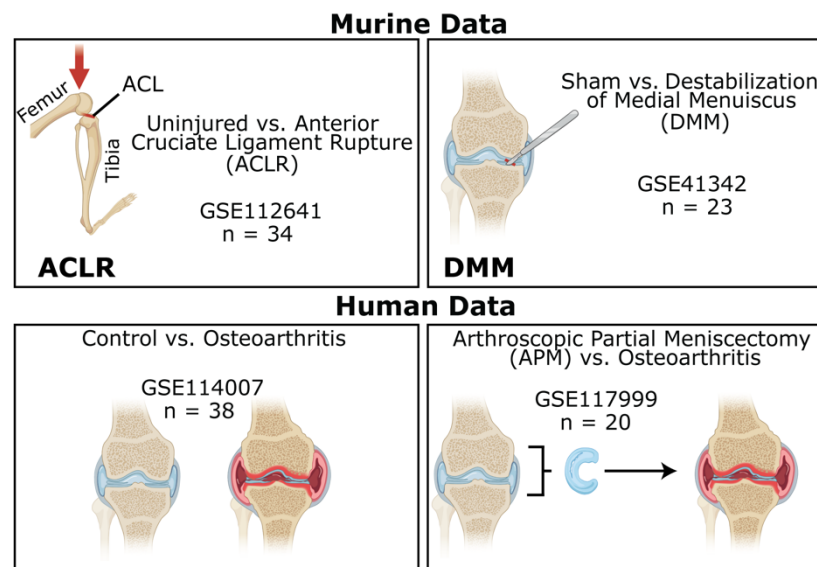 Murine Data
Femur
ACL
Tibia
Uninjured vs. Anterior
Cruciate Ligament Rupture
(ACLR)
GSE112641
n = 34
ACLR
Sham vs. Destabilization
of Medial Menuiscus
(DMM)
GSE41342
n = 23
DMM
Human Data
Control vs. Osteoarthritis
GSE114007
n = 38
Arthroscopic Partial Meniscectomy
(APM) vs. Osteoarthritis
GSE117999
n = 20